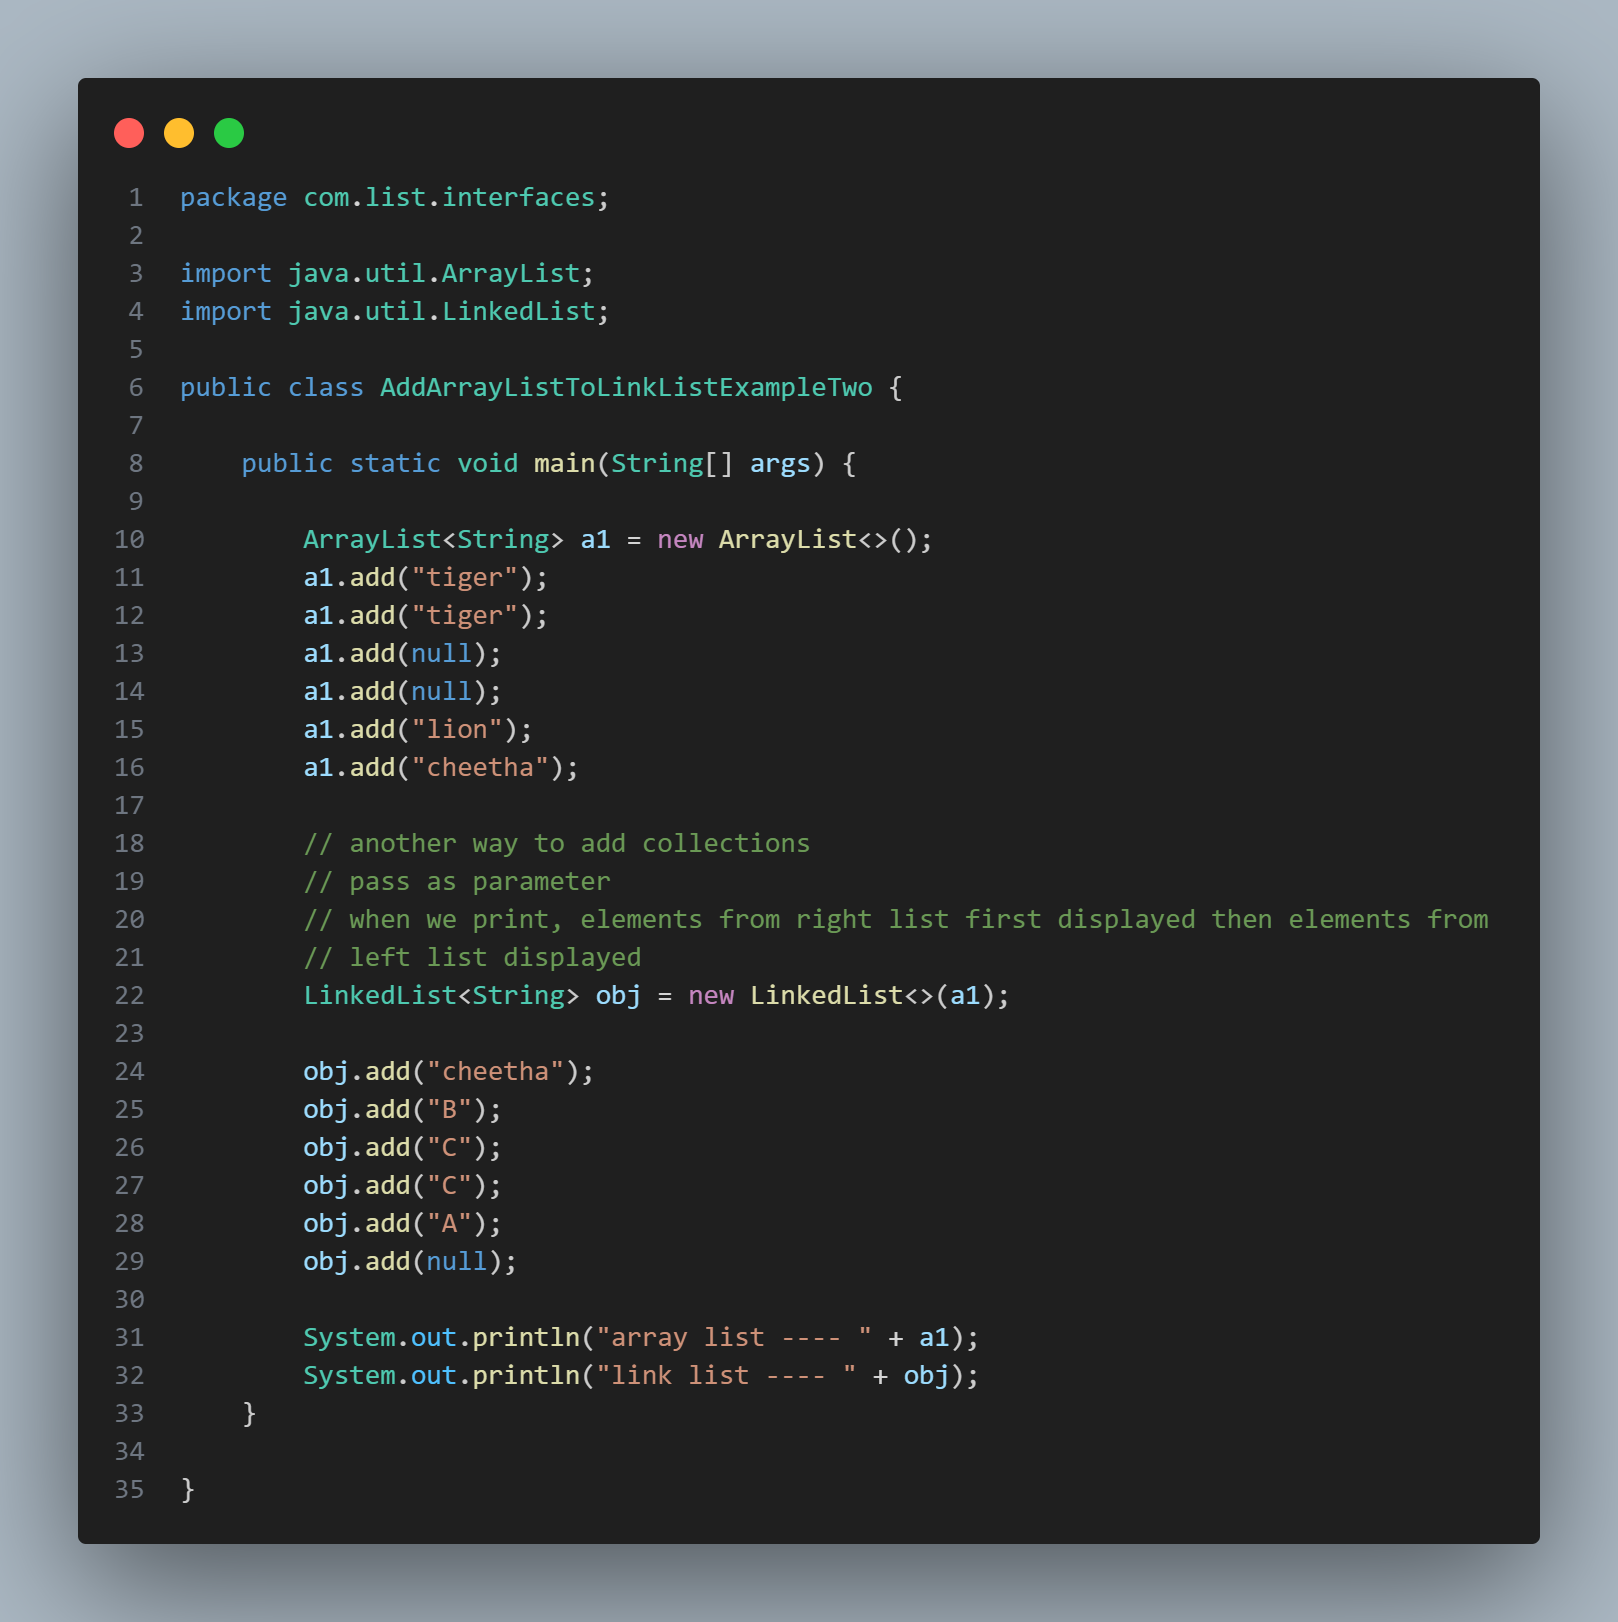 1 package com.list.interfaces;
2
3 import java.util.ArrayList;
4 import java.util.LinkedList;
5
6 public class AddArrayListToLinkListExampleTwo {
7
8     public static void main(String[] args) {
9
10         ArrayList<String> a1 = new ArrayList<>();
11         a1.add("tiger");
12         a1.add("tiger");
13         a1.add(null);
14         a1.add(null);
15         a1.add("lion");
16         a1.add("cheetha");
17
18         // another way to add collections
19         // pass as parameter
20         // when we print, elements from right list first displayed then elements from
21         // left list displayed
22         LinkedList<String> obj = new LinkedList<>(a1);
23
24         obj.add("cheetha");
25         obj.add("B");
26         obj.add("C");
27         obj.add("C");
28         obj.add("A");
29         obj.add(null);
30
31         System.out.println("array list ---- " + a1);
32         System.out.println("link list ---- " + obj);
33     }
34
35 }